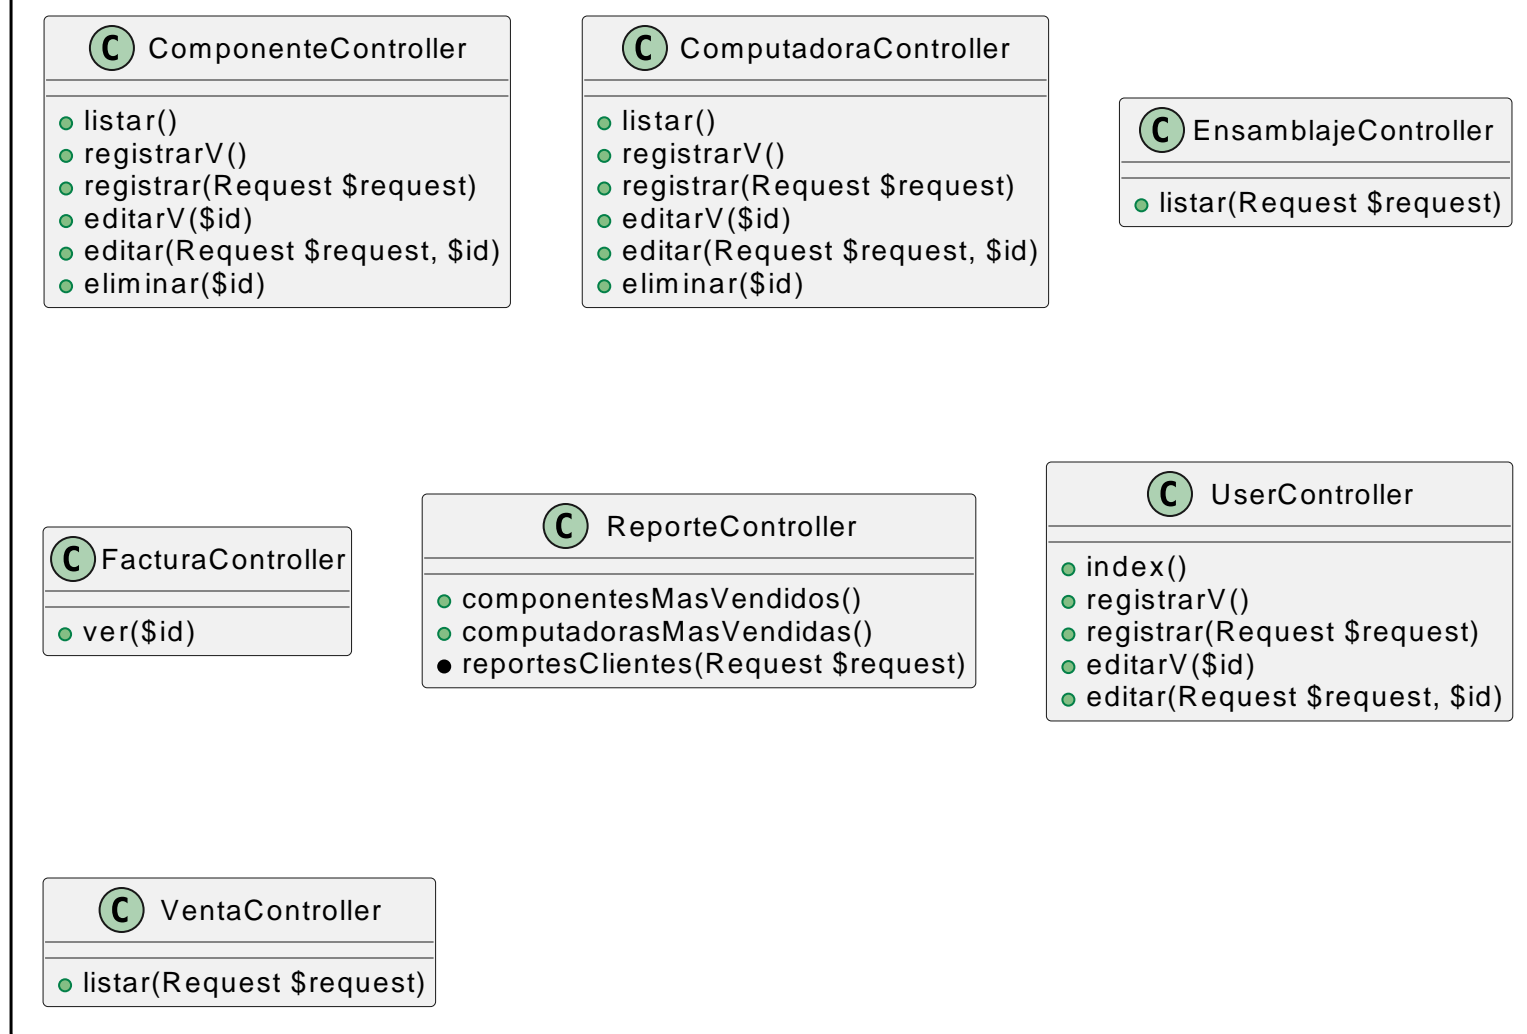 C ComponenteController
listar()
registrarV()
registrar(Request $request)
editarV($id)
editar(Request $request, $id)
eliminar($id)
C ComputadoraController
listar()
registrarV()
registrar(Request $request)
editarV($id)
editar(Request $request, $id)
eliminar($id)
C EnsamblajeController
listar(Request $request)
C FacturaController
ver($id)
C ReporteController
componentesMasVendidos()
computadorasMasVendidas()
reportesClientes(Request $request)
C UserController
index()
registrarV()
registrar(Request $request)
editarV($id)
editar(Request $request, $id)
C VentaController
listar(Request $request)